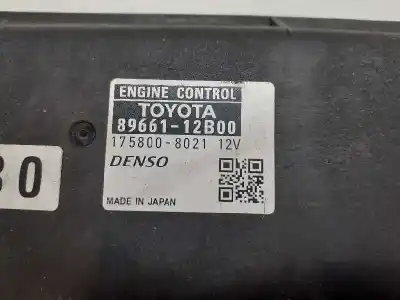 ENGINE CONTROL
TOYOTA
89661-12B00
175800-8021 12V
DENSO
MADE IN JAPAN